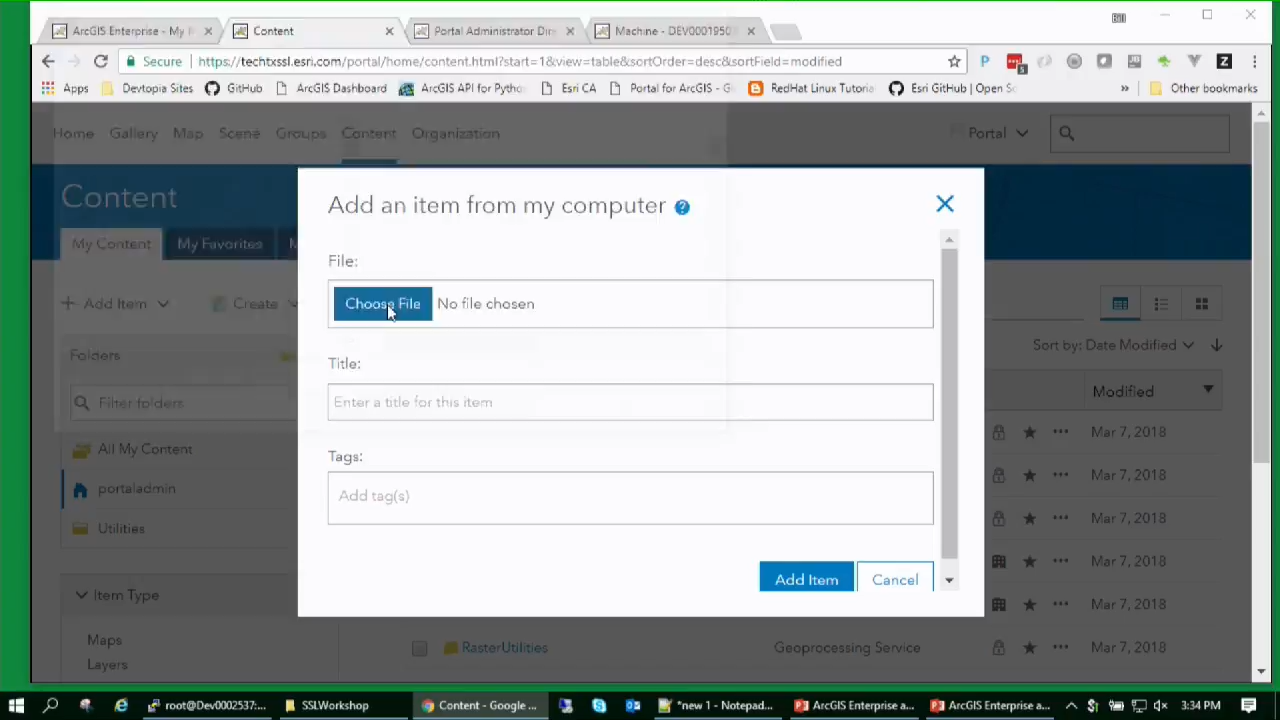 ArcGIS Enterprise - My
Content
Portal Administrator Dir
Machine - DEV0001950
Secure
https://techtxssl.esri.com/portal/home/content.html?start=1&view=table&sortOrder=desc&sortField=modified
Apps
Devtopia Sites
GitHub
ArcGIS Dashboard
ArcGIS API for Python
Esri CA
Portal for ArcGIS - Gi
RedHat Linux Tutoria
Esri GitHub | Open So
»
Other bookmarks
Home Gallery Map Scene Groups Content Organization
Portal
Content
My Content
My Favorites
Add an item from my computer
File:
Choose File No file chosen
Title:
Enter a title for this item
Tags:
Add tag(s)
Add Item
Cancel
+ Add Item
Create
Folders
Filter folders
All My Content
portaladmin
Utilities
Item Type
Maps
Layers
Sort by: Date Modified
Modified
Mar 7, 2018
Mar 7, 2018
Mar 7, 2018
Mar 7, 2018
Mar 7, 2018
RasterUtilities Geoprocessing Service Mar 7, 2018
root@Dev0002537:...
SSLWorkshop
Content - Google ...
*new 1 - Notepad...
ArcGIS Enterprise a...
ArcGIS Enterprise a...
3:34 PM